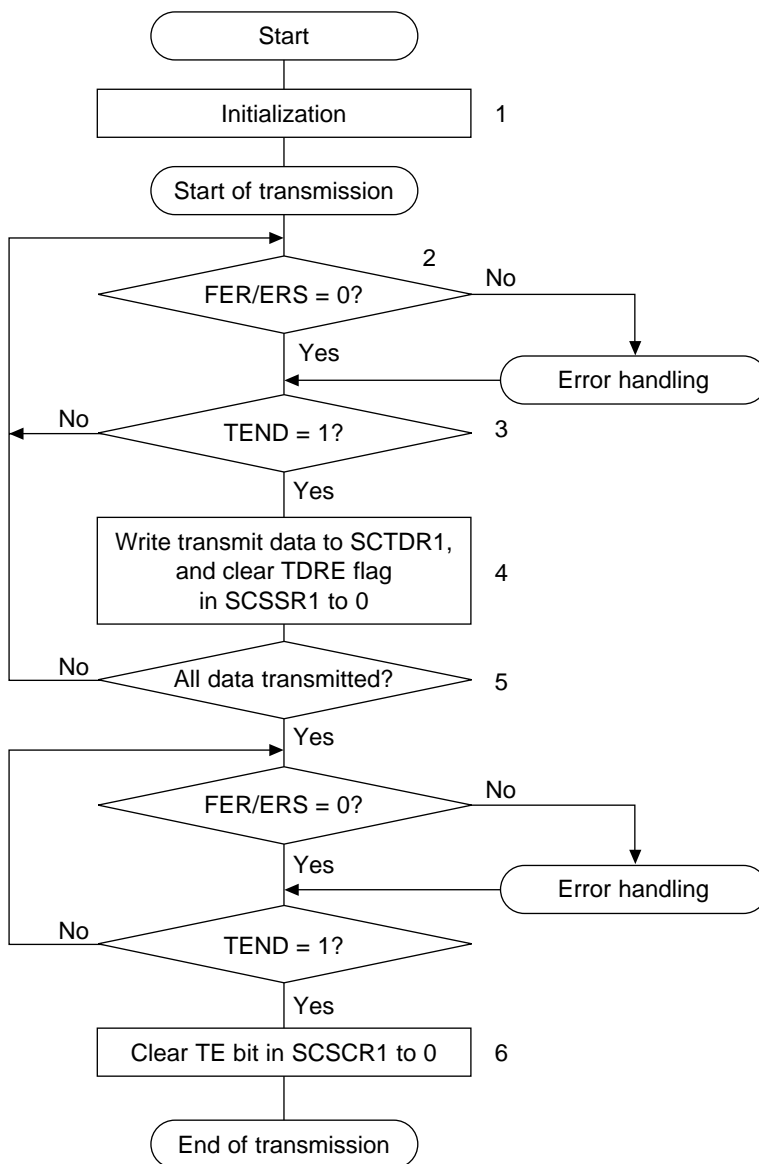 Start
Initialization
1
Start of transmission
2
FER/ERS = 0?
No
Yes
Error handling
No
TEND = 1?
3
Yes
Write transmit data to SCTDR1,
and clear TDRE flag
in SCSSR1 to 0
4
No
All data transmitted?
5
Yes
FER/ERS = 0?
No
Yes
Error handling
No
TEND = 1?
Yes
Clear TE bit in SCSCR1 to 0
6
End of transmission